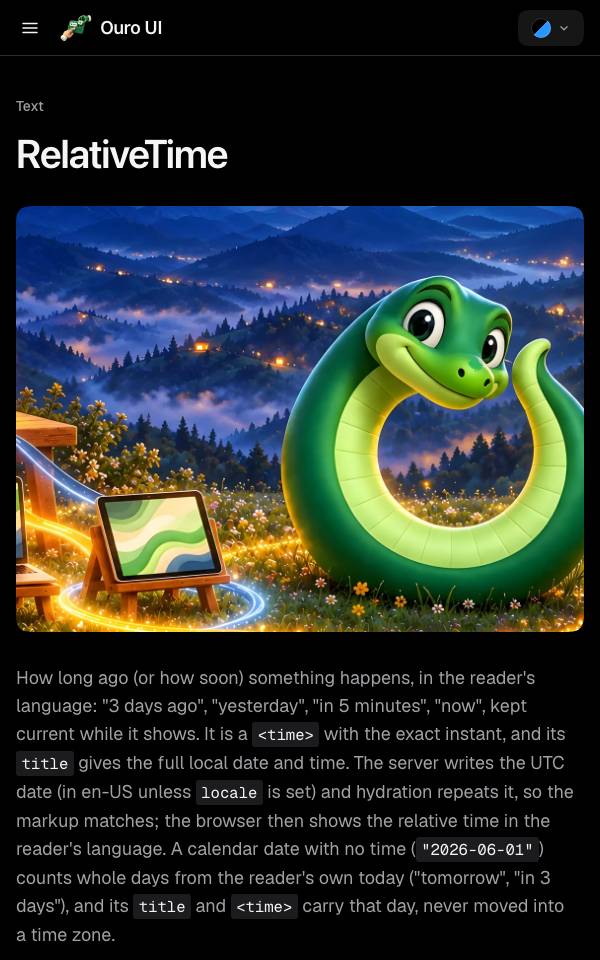 Ouro UI
Text
RelativeTime
How long ago (or how soon) something happens, in the reader's
language: "3 days ago", "yesterday", "in 5 minutes", "now", kept
current while it shows. It is a <time> with the exact instant, and its
title gives the full local date and time. The server writes the UTC
date (in en-US unless locale is set) and hydration repeats it, so the
markup matches; the browser then shows the relative time in the
reader's language. A calendar date with no time ("2026-06-01")
counts whole days from the reader's own today ("tomorrow", "in 3
days"), and its title and <time> carry that day, never moved into
a time zone.